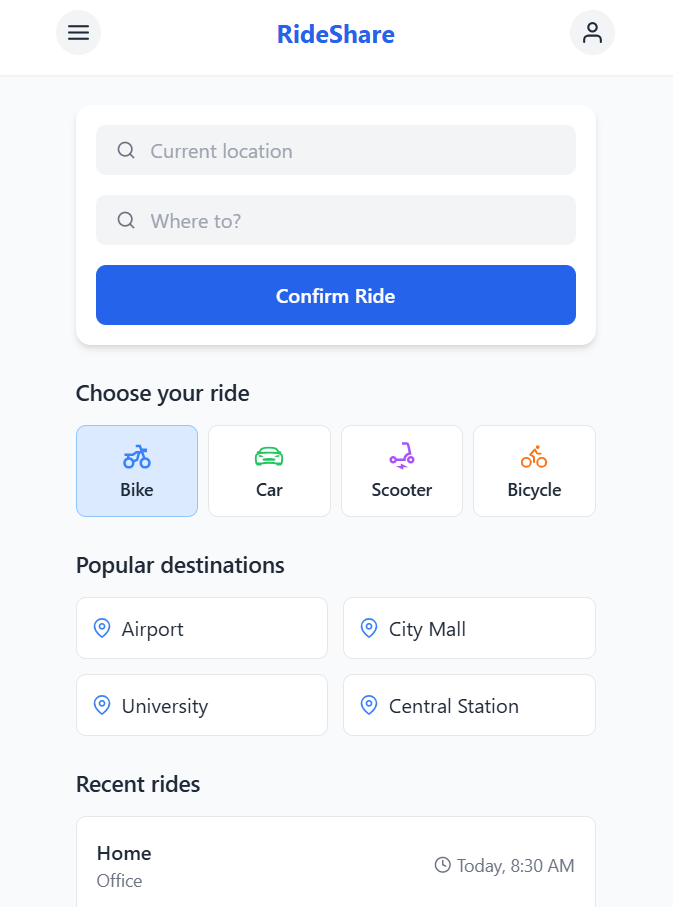 RideShare
Current location
Where to?
Confirm Ride
Choose your ride
Bike
Car
Scooter
Bicycle
Popular destinations
Airport
City Mall
University
Central Station
Recent rides
Home
Office
Today, 8:30 AM